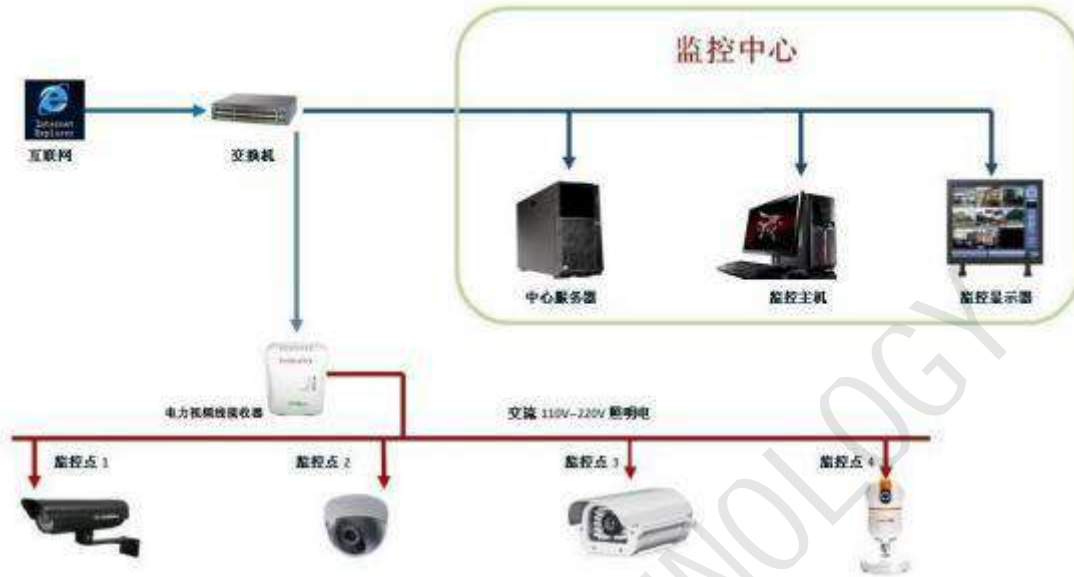 监控中心
Internet
Explorer
互联网
交换机
中心服务器
监控主机
监控显示器
电力视频线接收器
交流 110V–220V 照明电
监控点 1
监控点 2
监控点 3
监控点 4